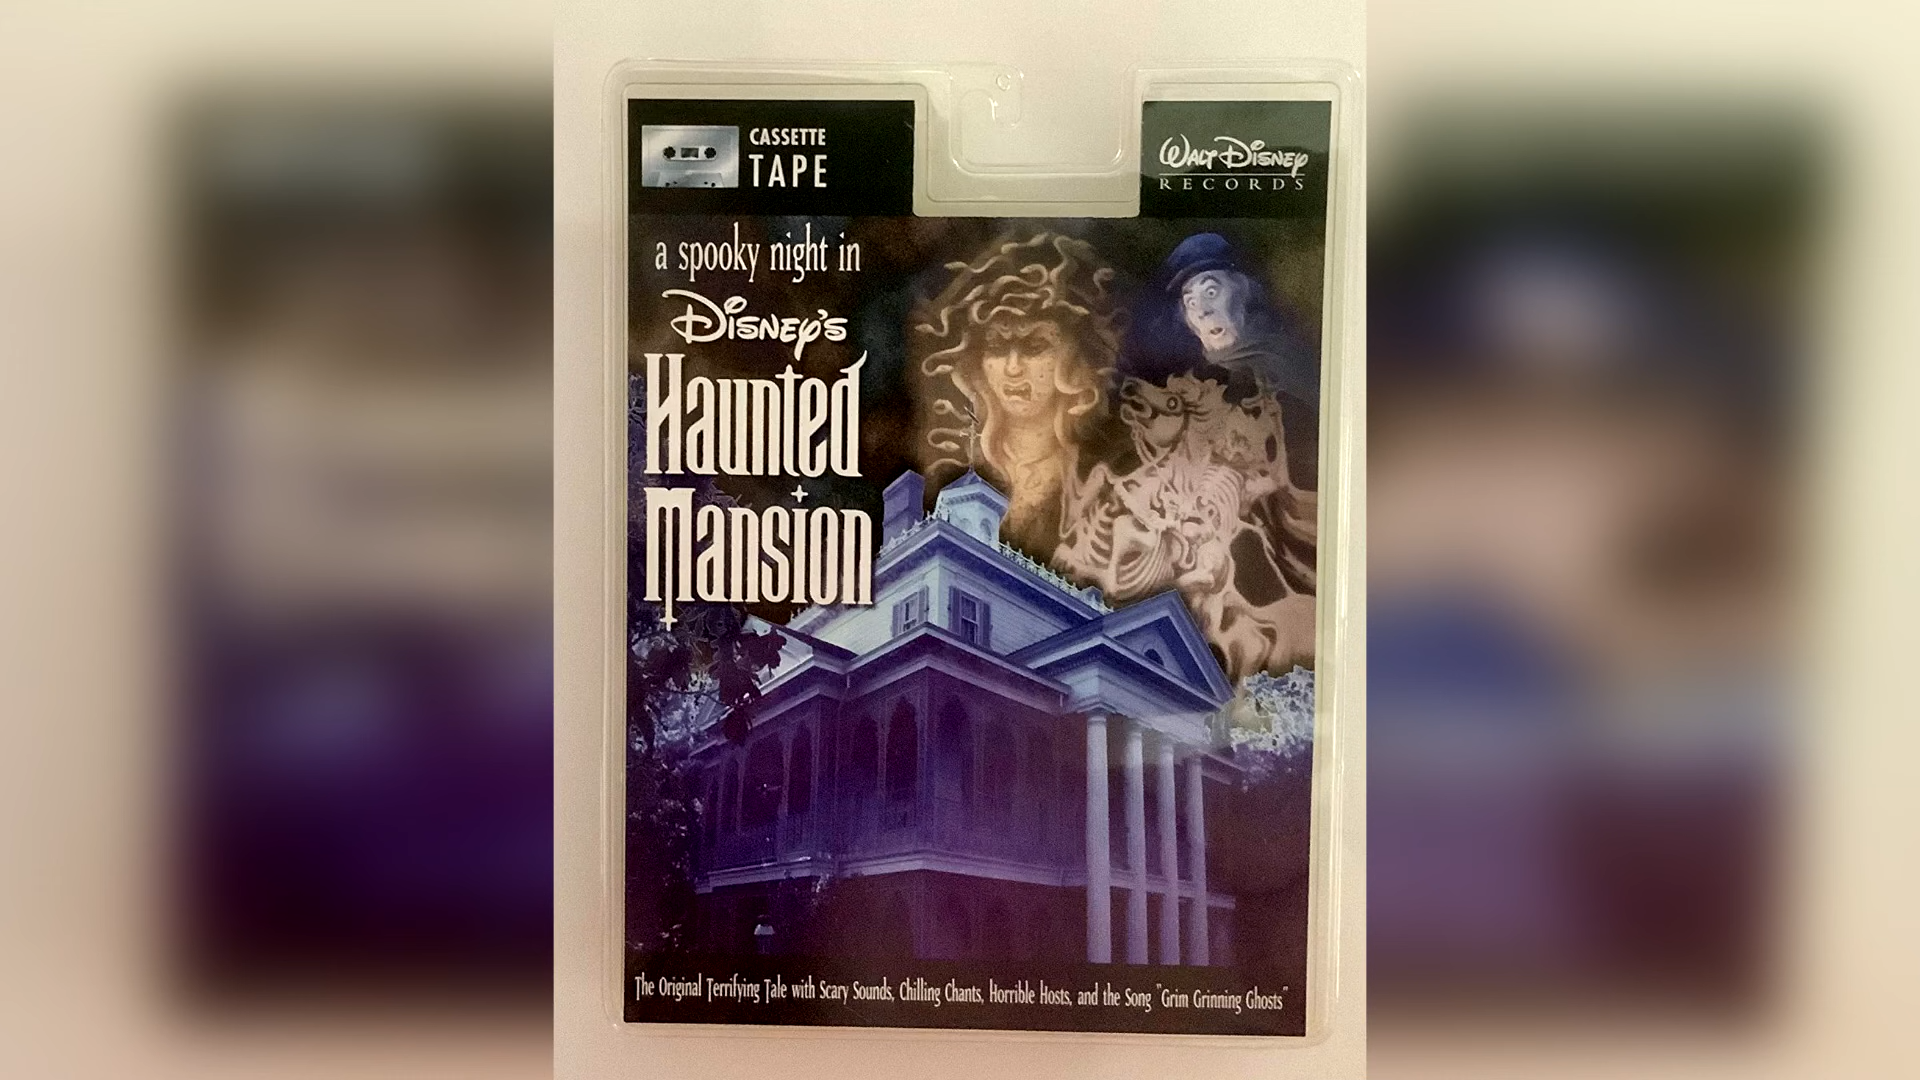 CASSETTE
TAPE
WALT DISNEY
RECORDS
a spooky night in
DISNEY'S
Haunted
Mansion
The Original Terrifying Tale with Scary Sounds, Chilling Chants, Horrible Hosts, and the Song "Grim Grinning Ghosts"